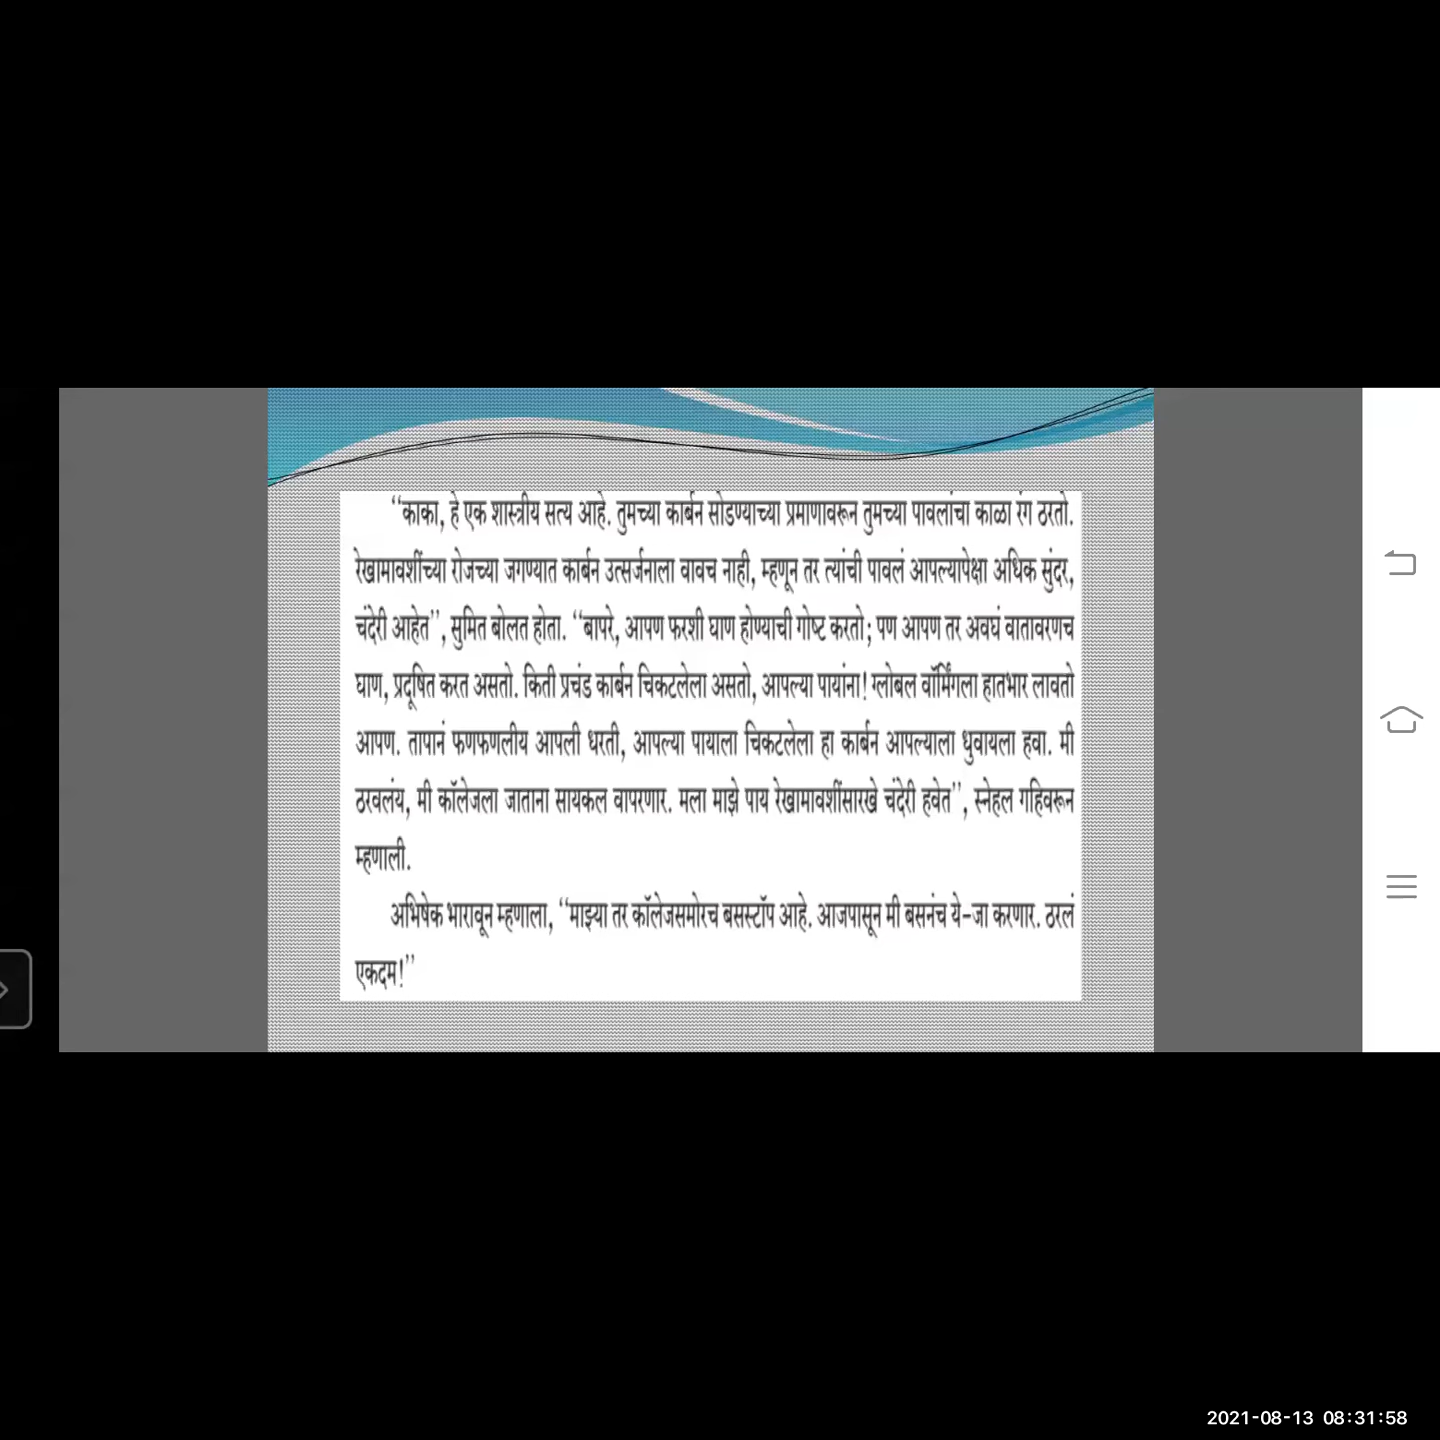 “काका, हे एक शास्त्रीय सत्य आहे. तुमच्या कार्बन सोडण्याच्या प्रमाणावरून तुमच्या पावलांचा काळा रंग ठरतो.
रेखामावशींच्या रोजच्या जगण्यात कार्बन उत्सर्जनाला वावच नाही, म्हणून तर त्यांची पावलं आपल्यापेक्षा अधिक सुंदर,
चंदेरी आहेत”, सुमित बोलत होता. “बापरे, आपण फरशी घाण होण्याची गोष्ट करतो; पण आपण तर अवघं वातावरणच
घाण, प्रदूषित करत असतो. किती प्रचंड कार्बन चिकटलेला असतो, आपल्या पायांना! ग्लोबल वॉर्मिंगला हातभार लावतो
आपण. तापानं फणफणलीय आपली धरती, आपल्या पायाला चिकटलेला हा कार्बन आपल्याला धुवायला हवा. मी
ठरवलंय, मी कॉलेजला जाताना सायकल वापरणार. मला माझे पाय रेखामावशींसारखे चंदेरी हवेत”, स्नेहल गहिवरून
म्हणाली.
अभिषेक भारावून म्हणाला, “माझ्या तर कॉलेजसमोरच बसस्टॉप आहे. आजपासून मी बसनंच ये-जा करणार. ठरलं
एकदम!”
2021-08-13 08:31:58